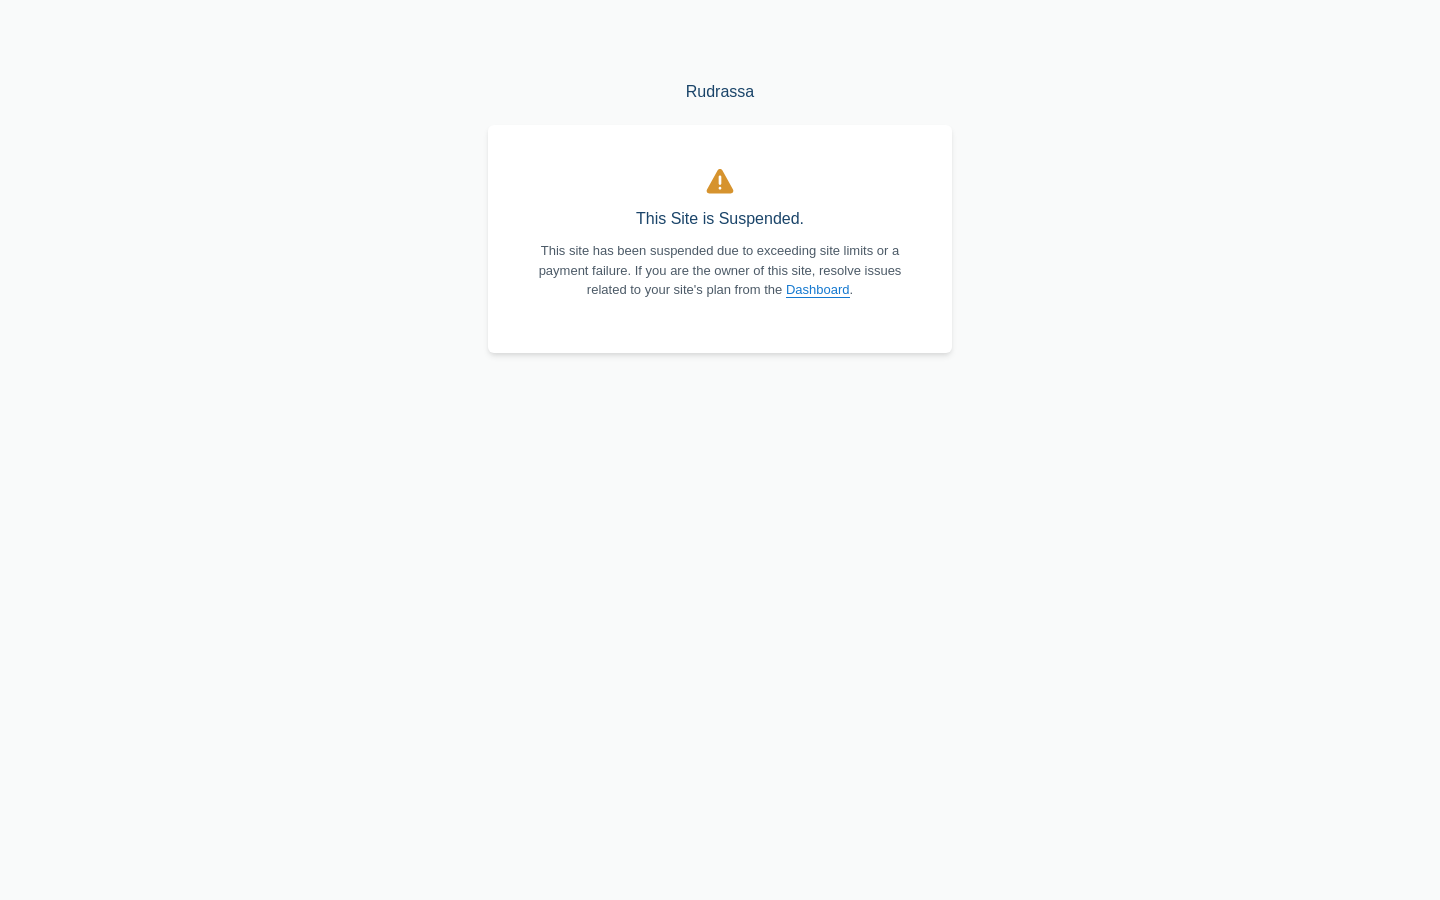 Rudrassa
This Site is Suspended.
This site has been suspended due to exceeding site limits or a
payment failure. If you are the owner of this site, resolve issues
related to your site's plan from the Dashboard.